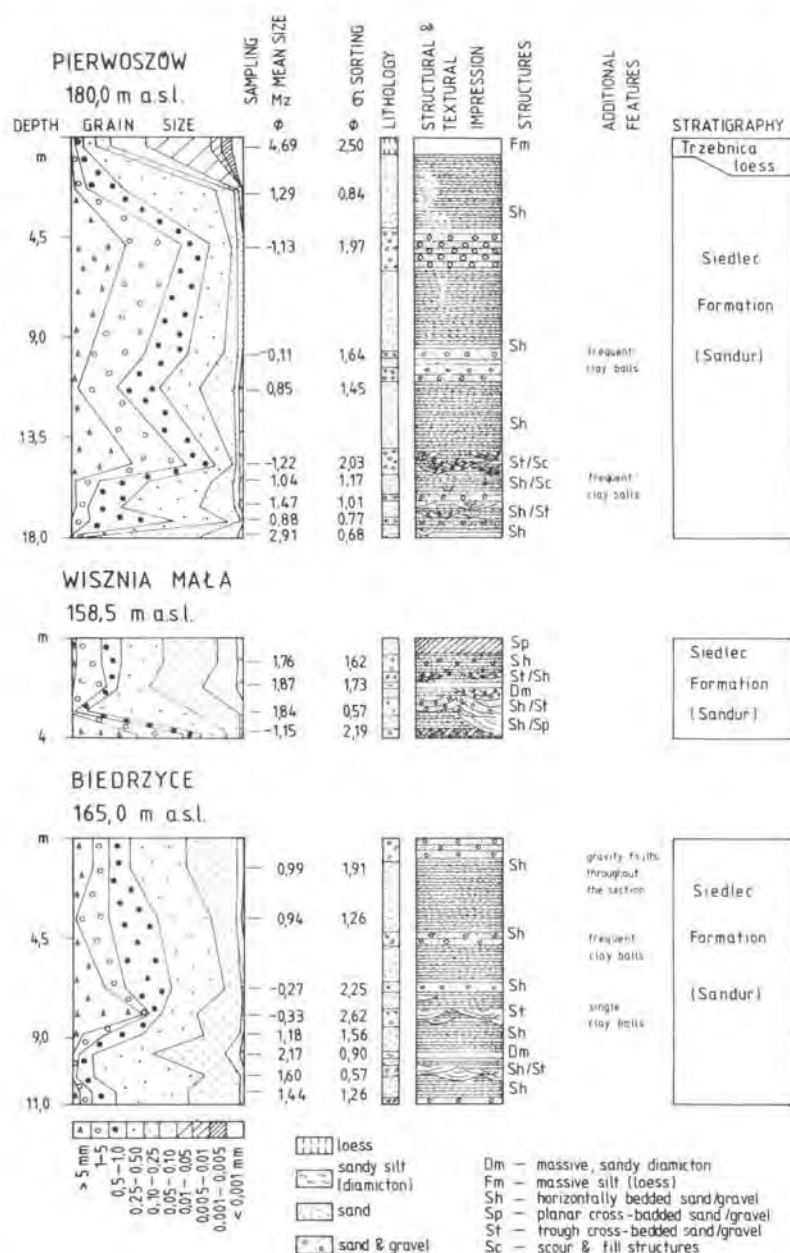 PIERWOSZÓW
180,0 m a.s.l.
DEPTH GRAIN SIZE
SAMPLING
MEAN SIZE
Mz
ϕ
σ SORTING
ϕ
LITHOLOGY
STRUCTURAL &
TEXTURAL
IMPRESSION
STRUCTURES
ADDITIONAL
FEATURES
STRATIGRAPHY
m
4,5
9,0
13,5
18,0
4,69
1,29
-1,13
-0,11
0,85
-1,22
1,04
1,47
0,88
2,91
2,50
0,84
1,97
1,64
1,45
2,03
1,17
1,01
0,77
0,68
Fm
Sh
Sh
Sh
St/Sc
Sh/Sc
Sh/St
Sh
frequent
clay balls
frequent
clay balls
Trzebnica
loess
Siedlec
Formation
(Sandur)
WISZNIA MAŁA
158,5 m a.s.l.
m
4
1,76
1,87
1,84
-1,15
1,62
1,73
0,57
2,19
Sp
Sh
St/Sh
Dm
Sh/St
Sh/Sp
Siedlec
Formation
(Sandur)
BIEDRZYCE
165,0 m a.s.l.
m
4,5
9,0
11,0
0,99
0,94
-0,27
-0,33
1,18
2,17
1,60
1,44
1,91
1,26
2,25
2,62
1,56
0,90
0,57
1,26
Sh
Sh
Sh
St
Sh
Dm
Sh/St
Sh
throughout
the section
frequent
clay balls
single
clay balls
Siedlec
Formation
(Sandur)
> 5 mm
1-5
0,5-1,0
0,25-0,50
0,10-0,25
0,05-0,10
0,01-0,05
0,005-0,01
0,001-0,005
< 0,001 mm
loess
sandy silt
(diamicton)
sand
sand & gravel
Dm – massive, sandy diamicton
Fm – massive silt (loess)
Sh – horizontally bedded sand/gravel
Sp – planar cross-badded sand/gravel
St – trough cross-bedded sand/gravel
Sc – scour & fill structures